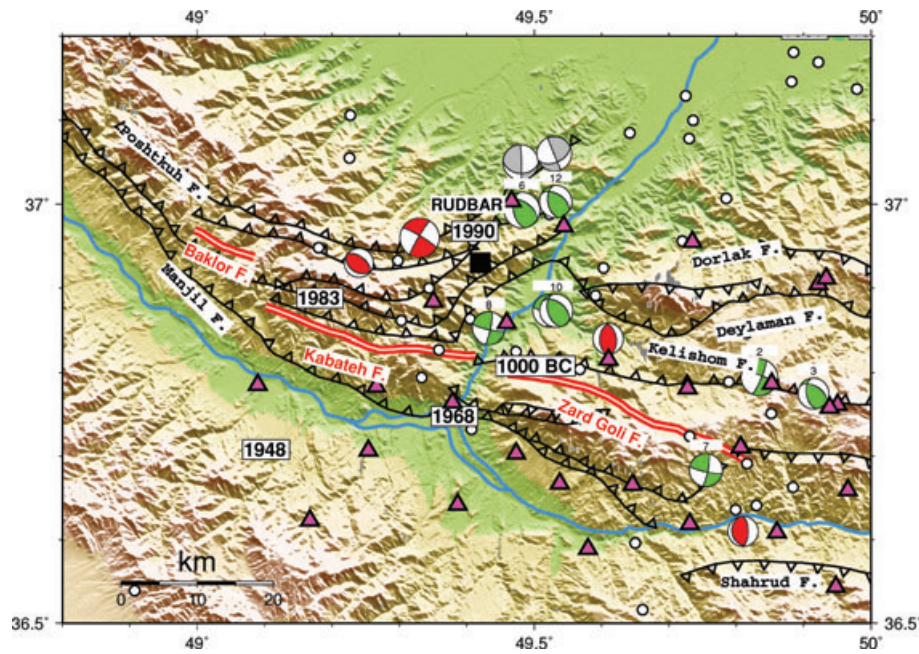 49°
49.5°
50°
Poshtkuh F.
12
6
37°
RUDBAR
37°
1990
Baklor F.
Dorlak F.
1983
10
Manjil F.
8
Deylaman F.
Kelishom F.
Kabateh F.
1000 BC
2
3
1968
Zard Goli F.
1948
7
km
0
10
20
Shahrud F.
36.5°
36.5°
49°
49.5°
50°